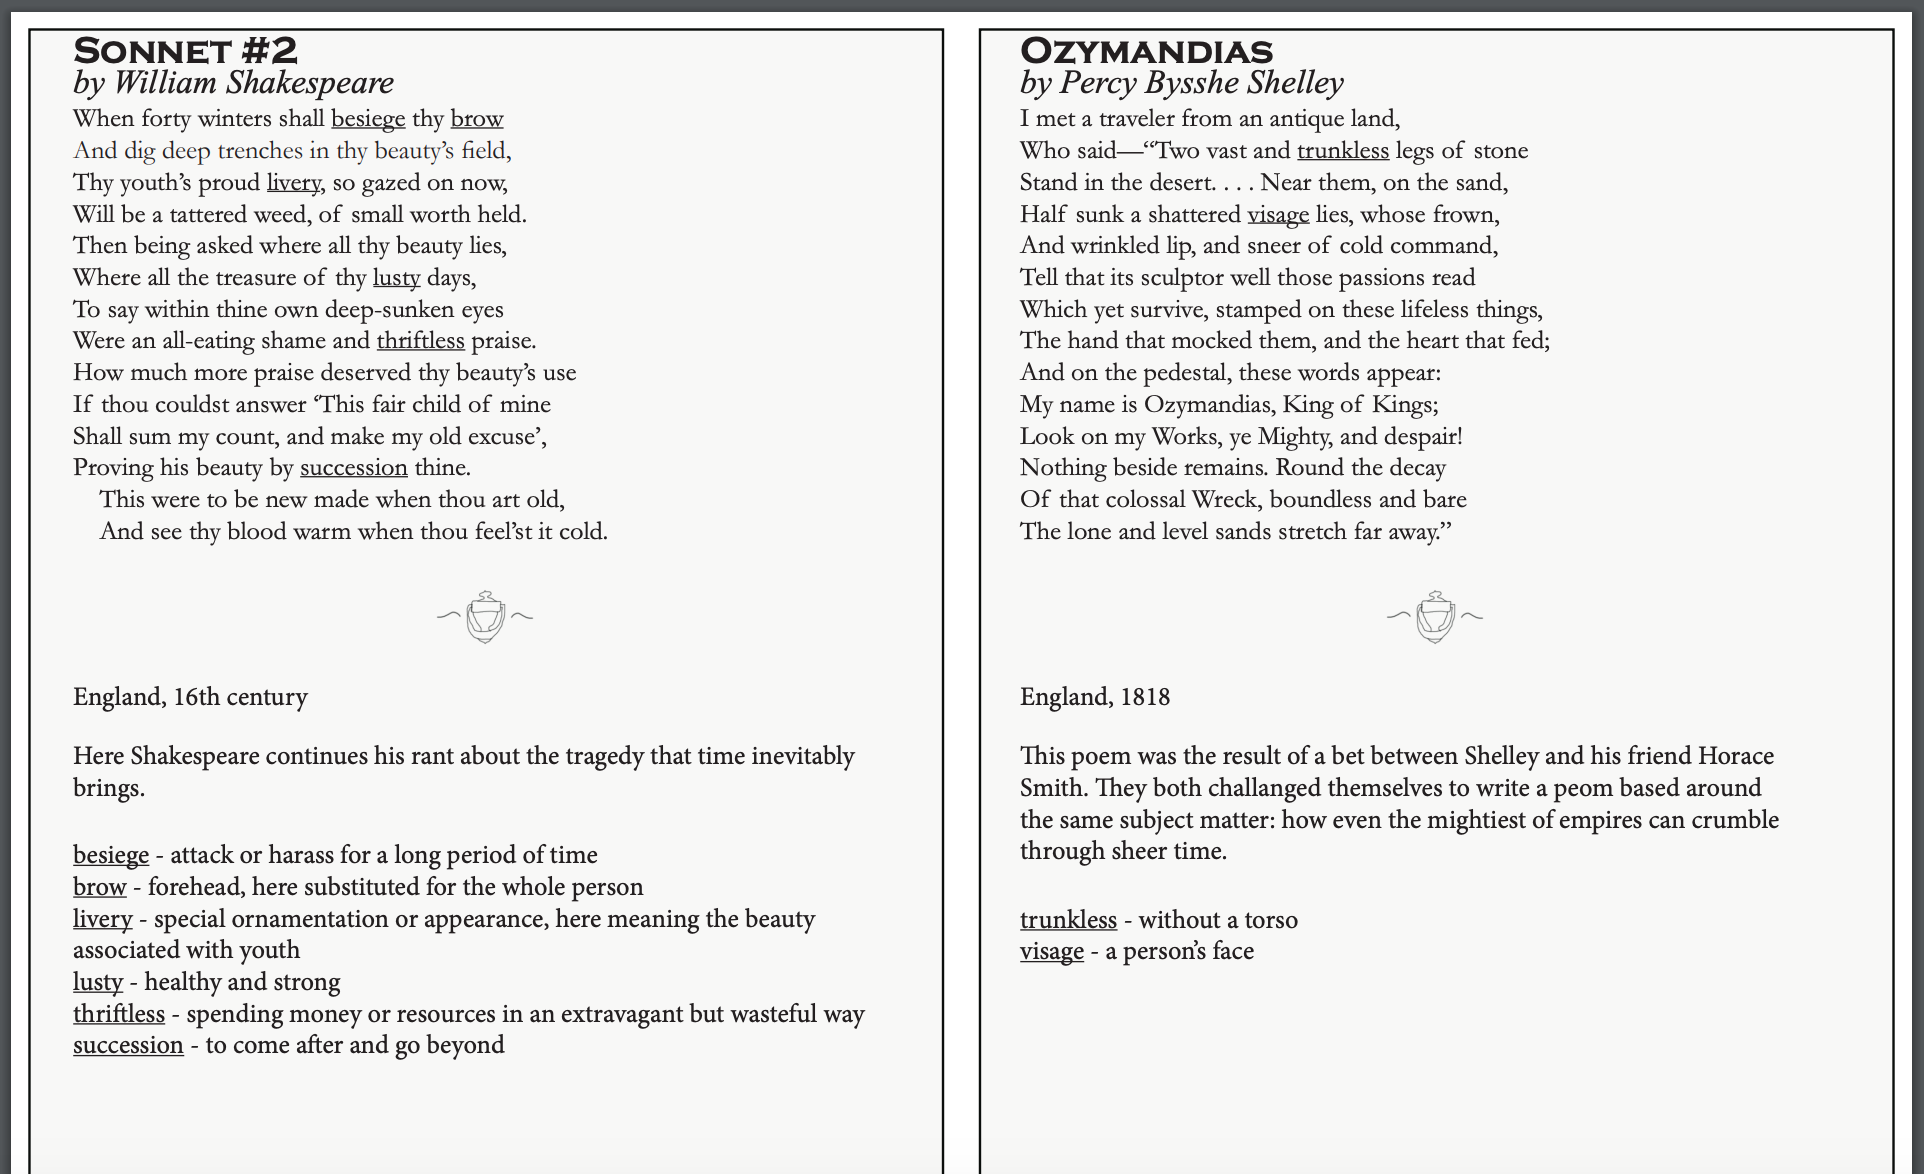 SONNET #2
by William Shakespeare
When forty winters shall besiege thy brow
And dig deep trenches in thy beauty’s field,
Thy youth’s proud livery, so gazed on now,
Will be a tattered weed, of small worth held.
Then being asked where all thy beauty lies,
Where all the treasure of thy lusty days,
To say within thine own deep-sunken eyes
Were an all-eating shame and thriftless praise.
How much more praise deserved thy beauty’s use
If thou couldst answer ‘This fair child of mine
Shall sum my count, and make my old excuse’,
Proving his beauty by succession thine.
This were to be new made when thou art old,
And see thy blood warm when thou feel’st it cold.
England, 16th century
Here Shakespeare continues his rant about the tragedy that time inevitably
brings.
besiege - attack or harass for a long period of time
brow - forehead, here substituted for the whole person
livery - special ornamentation or appearance, here meaning the beauty
associated with youth
lusty - healthy and strong
thriftless - spending money or resources in an extravagant but wasteful way
succession - to come after and go beyond
OZYMANDIAS
by Percy Bysshe Shelley
I met a traveler from an antique land,
Who said—“Two vast and trunkless legs of stone
Stand in the desert. . . . Near them, on the sand,
Half sunk a shattered visage lies, whose frown,
And wrinkled lip, and sneer of cold command,
Tell that its sculptor well those passions read
Which yet survive, stamped on these lifeless things,
The hand that mocked them, and the heart that fed;
And on the pedestal, these words appear:
My name is Ozymandias, King of Kings;
Look on my Works, ye Mighty, and despair!
Nothing beside remains. Round the decay
Of that colossal Wreck, boundless and bare
The lone and level sands stretch far away.”
England, 1818
This poem was the result of a bet between Shelley and his friend Horace
Smith. They both challanged themselves to write a peom based around
the same subject matter: how even the mightiest of empires can crumble
through sheer time.
trunkless - without a torso
visage - a person’s face